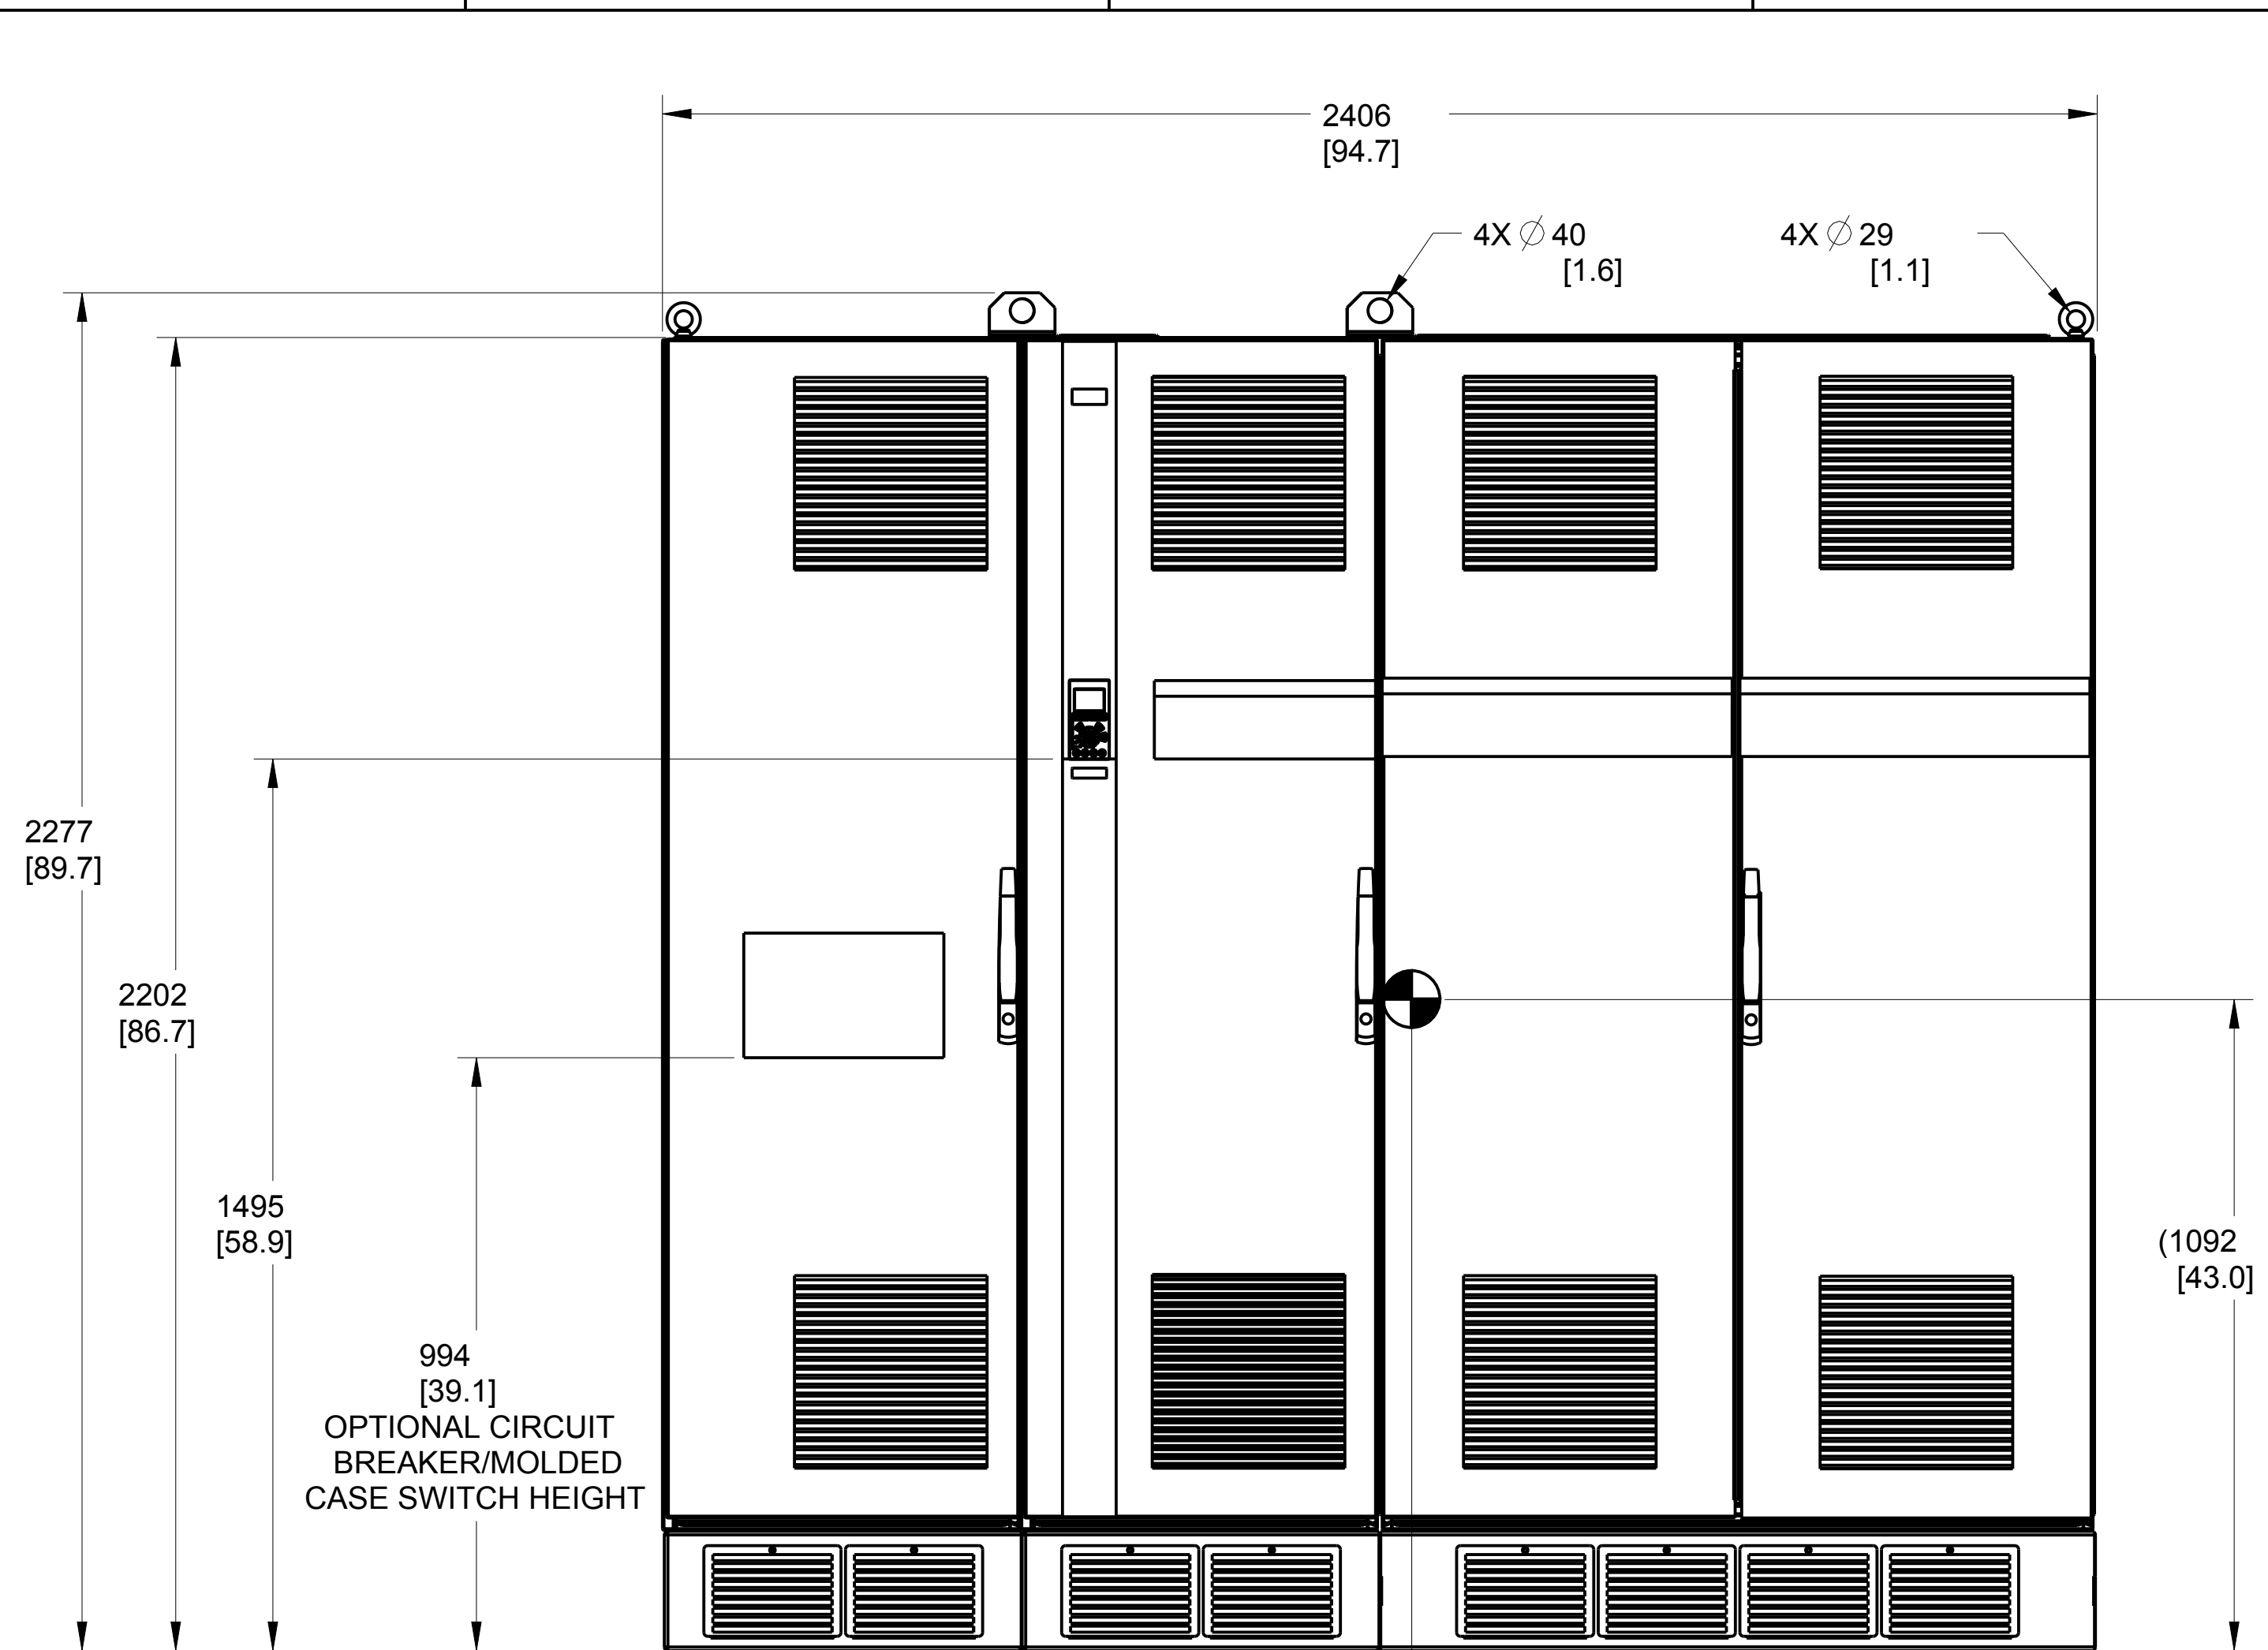 2406
[94.7]
4X ∅ 40
[1.6]
4X ∅ 29
[1.1]
2277
[89.7]
2202
[86.7]
1495
[58.9]
(1092
[43.0]
994
[39.1]
OPTIONAL CIRCUIT
BREAKER/MOLDED
CASE SWITCH HEIGHT